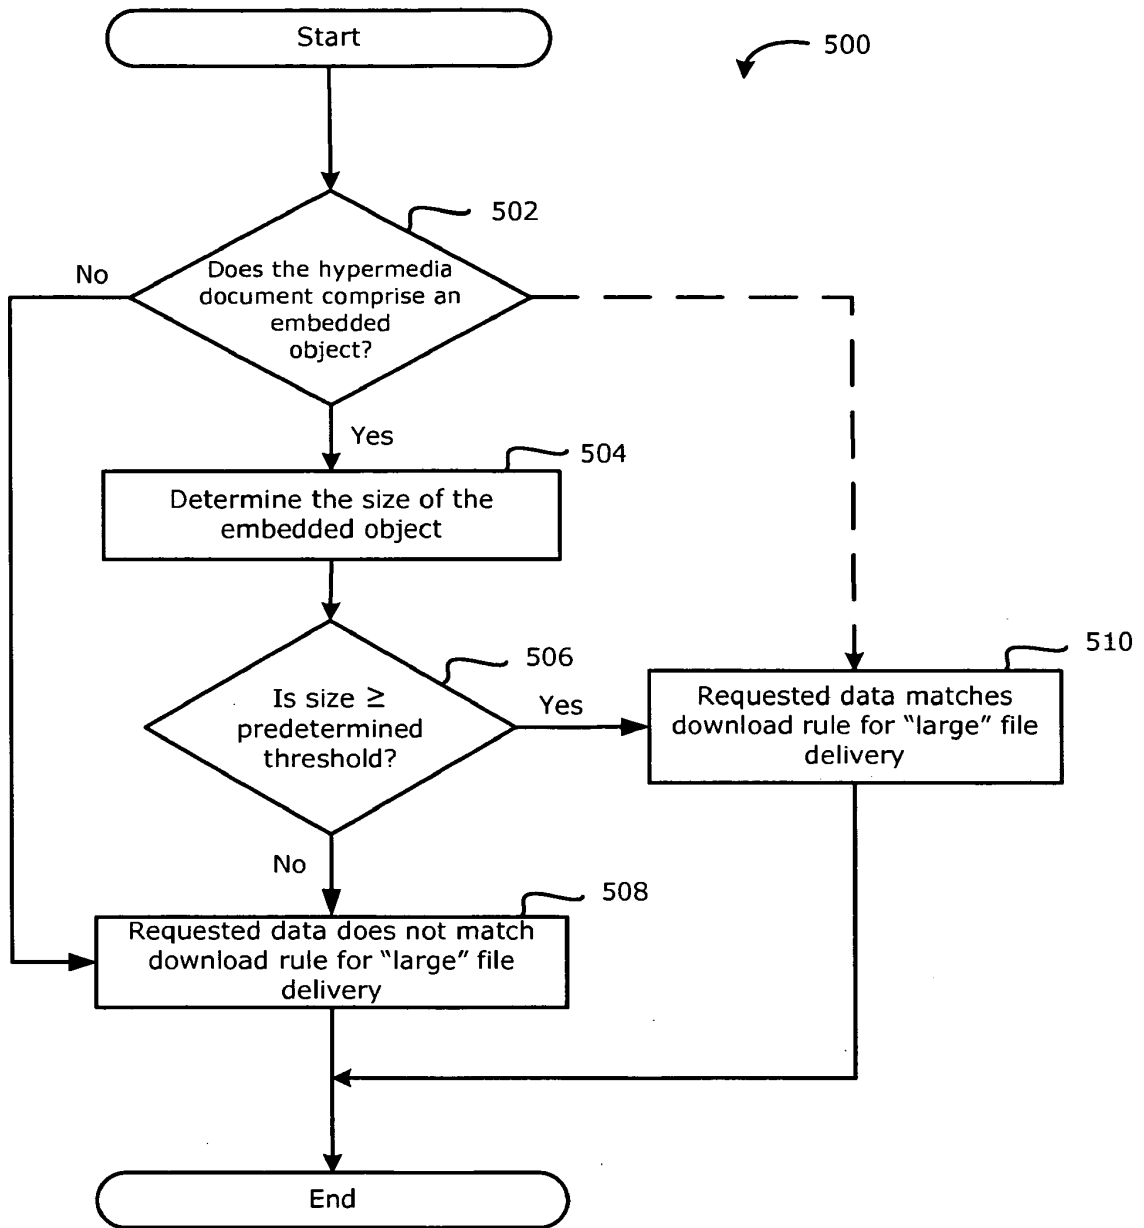 Start
500
502
No
Does the hypermedia
document comprise an
embedded
object?
Yes
504
Determine the size of the
embedded object
506
510
Is size ≥
predetermined
threshold?
Yes
Requested data matches
download rule for "large" file
delivery
No
508
Requested data does not match
download rule for "large" file
delivery
End